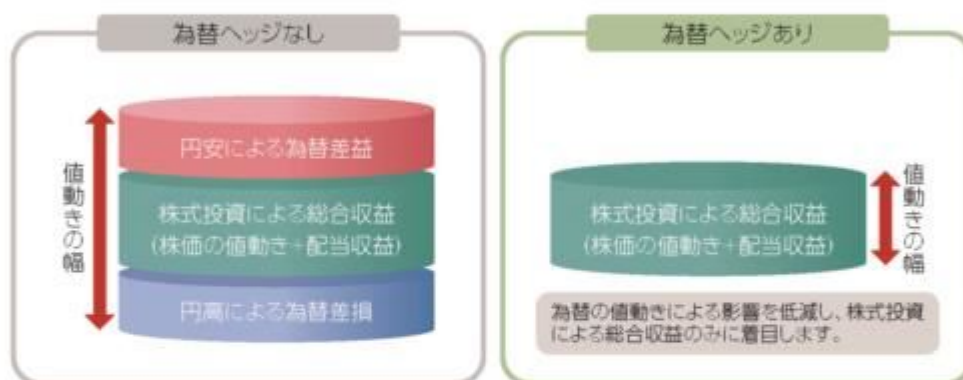 為替ヘッジなし
値動きの幅
円安による為替差益
株式投資による総合収益
(株価の値動き+配当収益)
円高による為替差損
為替ヘッジあり
株式投資による総合収益
(株価の値動き+配当収益)
値動きの幅
為替の値動きによる影響を低減し、株式投資
による総合収益のみに着目します。